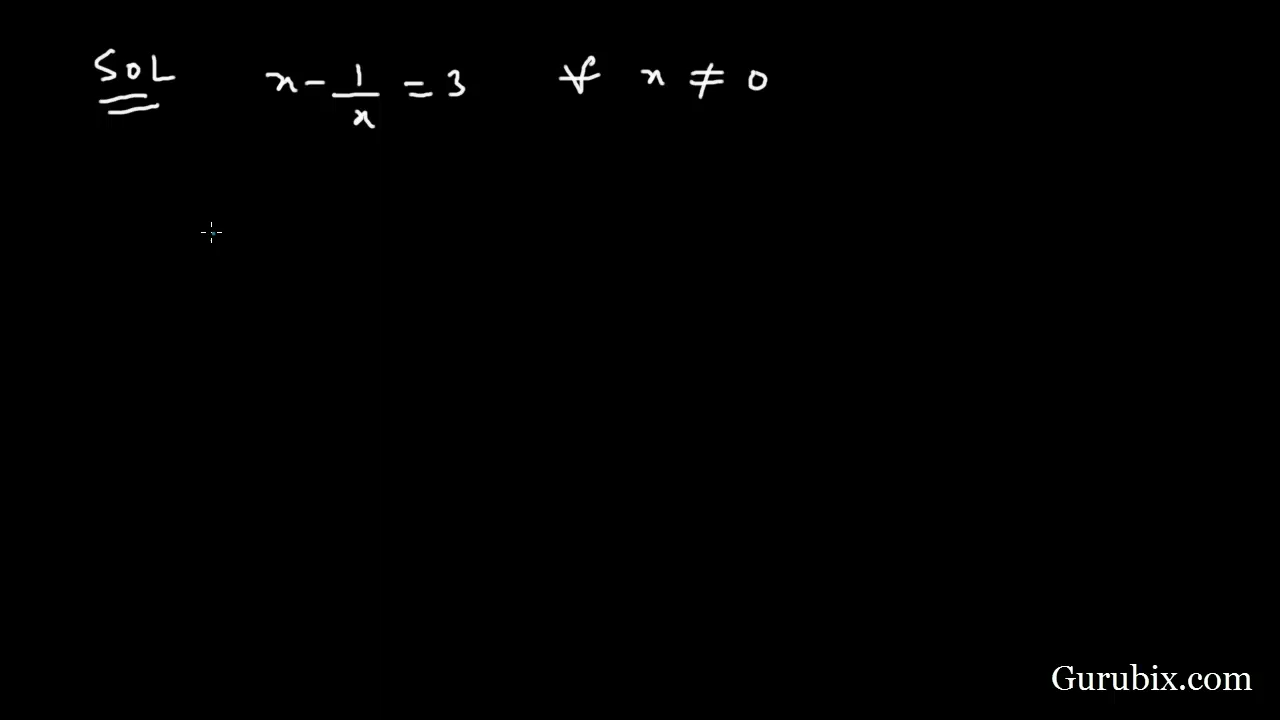 SOL x - 1/x = 3 ∀ x ≠ 0
Gurubix.com